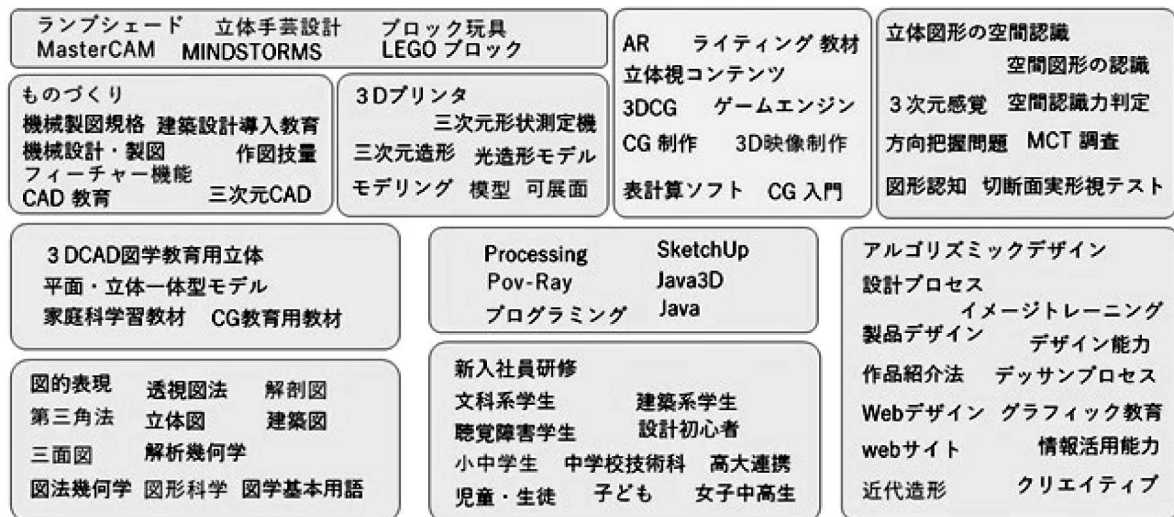 ランプシェード 立体手芸設計 ブロック玩具
MasterCAM MINDSTORMS LEGO ブロック
ものづくり
機械製図規格 建築設計導入教育
機械設計・製図 作図技量
フィーチャー機能
CAD 教育 三次元CAD
3Dプリンタ
三次元形状測定機
三次元造形 光造形モデル
モデリング 模型 可展面
AR ライティング 教材
立体視コンテンツ
3DCG ゲームエンジン
CG 制作 3D映像制作
表計算ソフト CG 入門
立体図形の空間認識
空間図形の認識
3次元感覚 空間認識力判定
方向把握問題 MCT 調査
図形認知 切断面実形視テスト
3DCAD図学教育用立体
平面・立体一体型モデル
家庭科学習教材 CG教育用教材
Processing SketchUp
Pov-Ray Java3D
プログラミング Java
アルゴリズミックデザイン
設計プロセス
イメージトレーニング
製品デザイン デザイン能力
作品紹介法 デッサンプロセス
Webデザイン グラフィック教育
webサイト 情報活用能力
近代造形 クリエイティブ
図的表現 透視図法 解剖図
第三角法 立体図 建築図
三面図 解析幾何学
図法幾何学 図形科学 図学基本用語
新入社員研修
文科系学生 建築系学生
聴覚障害学生 設計初心者
小中学生 中学校技術科 高大連携
児童・生徒 子ども 女子中高生